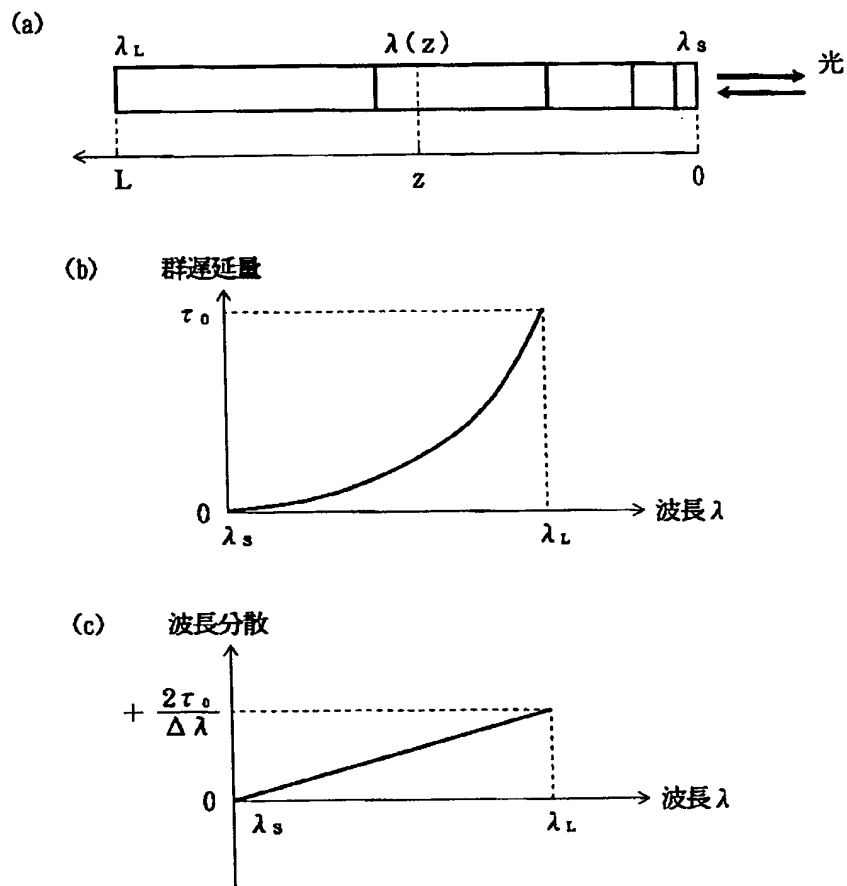 (a)
λL λ(z) λs 光
L z 0
(b) 群遅延量
τ0
0
λs λL 波長λ
(c) 波長分散
+ 2τ0
Δλ
0
λs λL 波長λ